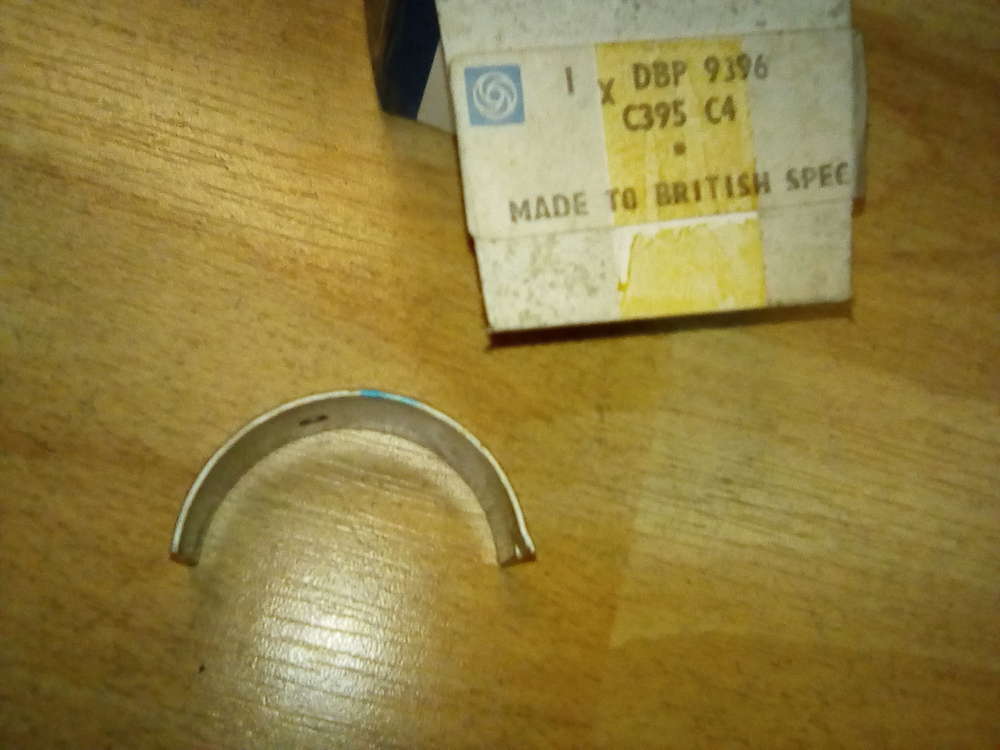 1 x DBP 9396
C395 C4
MADE TO BRITISH SPEC